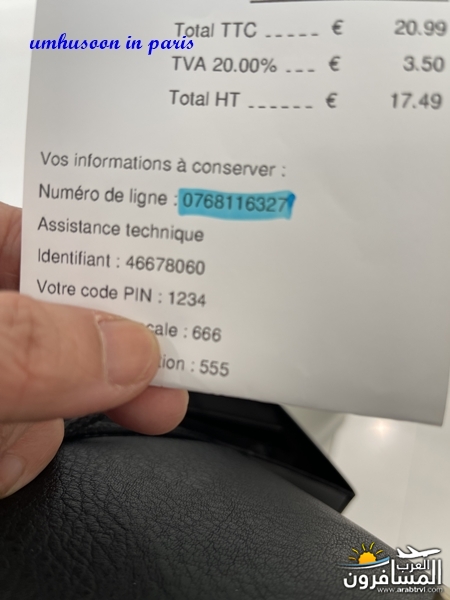 Total TTC _____ € 20.99
umhusoon in paris
TVA 20.00% ___ € 3.50
Total HT ______ € 17.49
Vos informations à conserver :
Numéro de ligne : 0768116327
Assistance technique
Identifiant : 46678060
Votre code PIN : 1234
cale : 666
ion : 555
العرب
المسافرون
www.arabtrvl.com